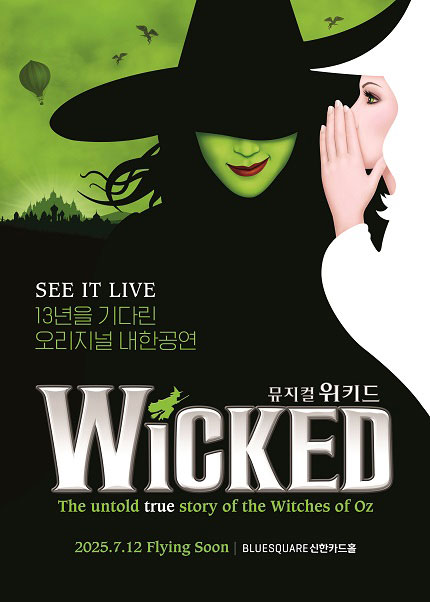 SEE IT LIVE
13년을 기다린
오리지널 내한공연
뮤지컬 위키드
WiCKED
The untold true story of the Witches of Oz
2025.7.12 Flying Soon | BLUESQUARE 신한카드홀